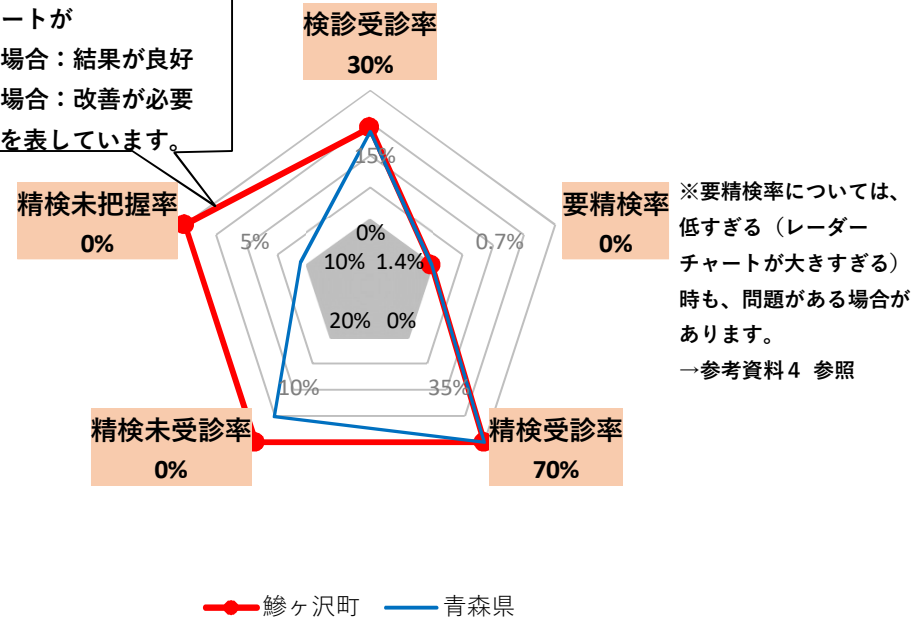 ートが
場合：結果が良好
場合：改善が必要
を表しています。
検診受診率
30%
15%
0%
要精検率
0%
0.7%
1.4%
※要精検率については、
低すぎる（レーダー
チャートが大きすぎる）
時も、問題がある場合が
あります。
→参考資料４ 参照
精検受診率
70%
35%
0%
精検未受診率
0%
10%
20%
精検未把握率
0%
5%
10%
鰺ヶ沢町
青森県